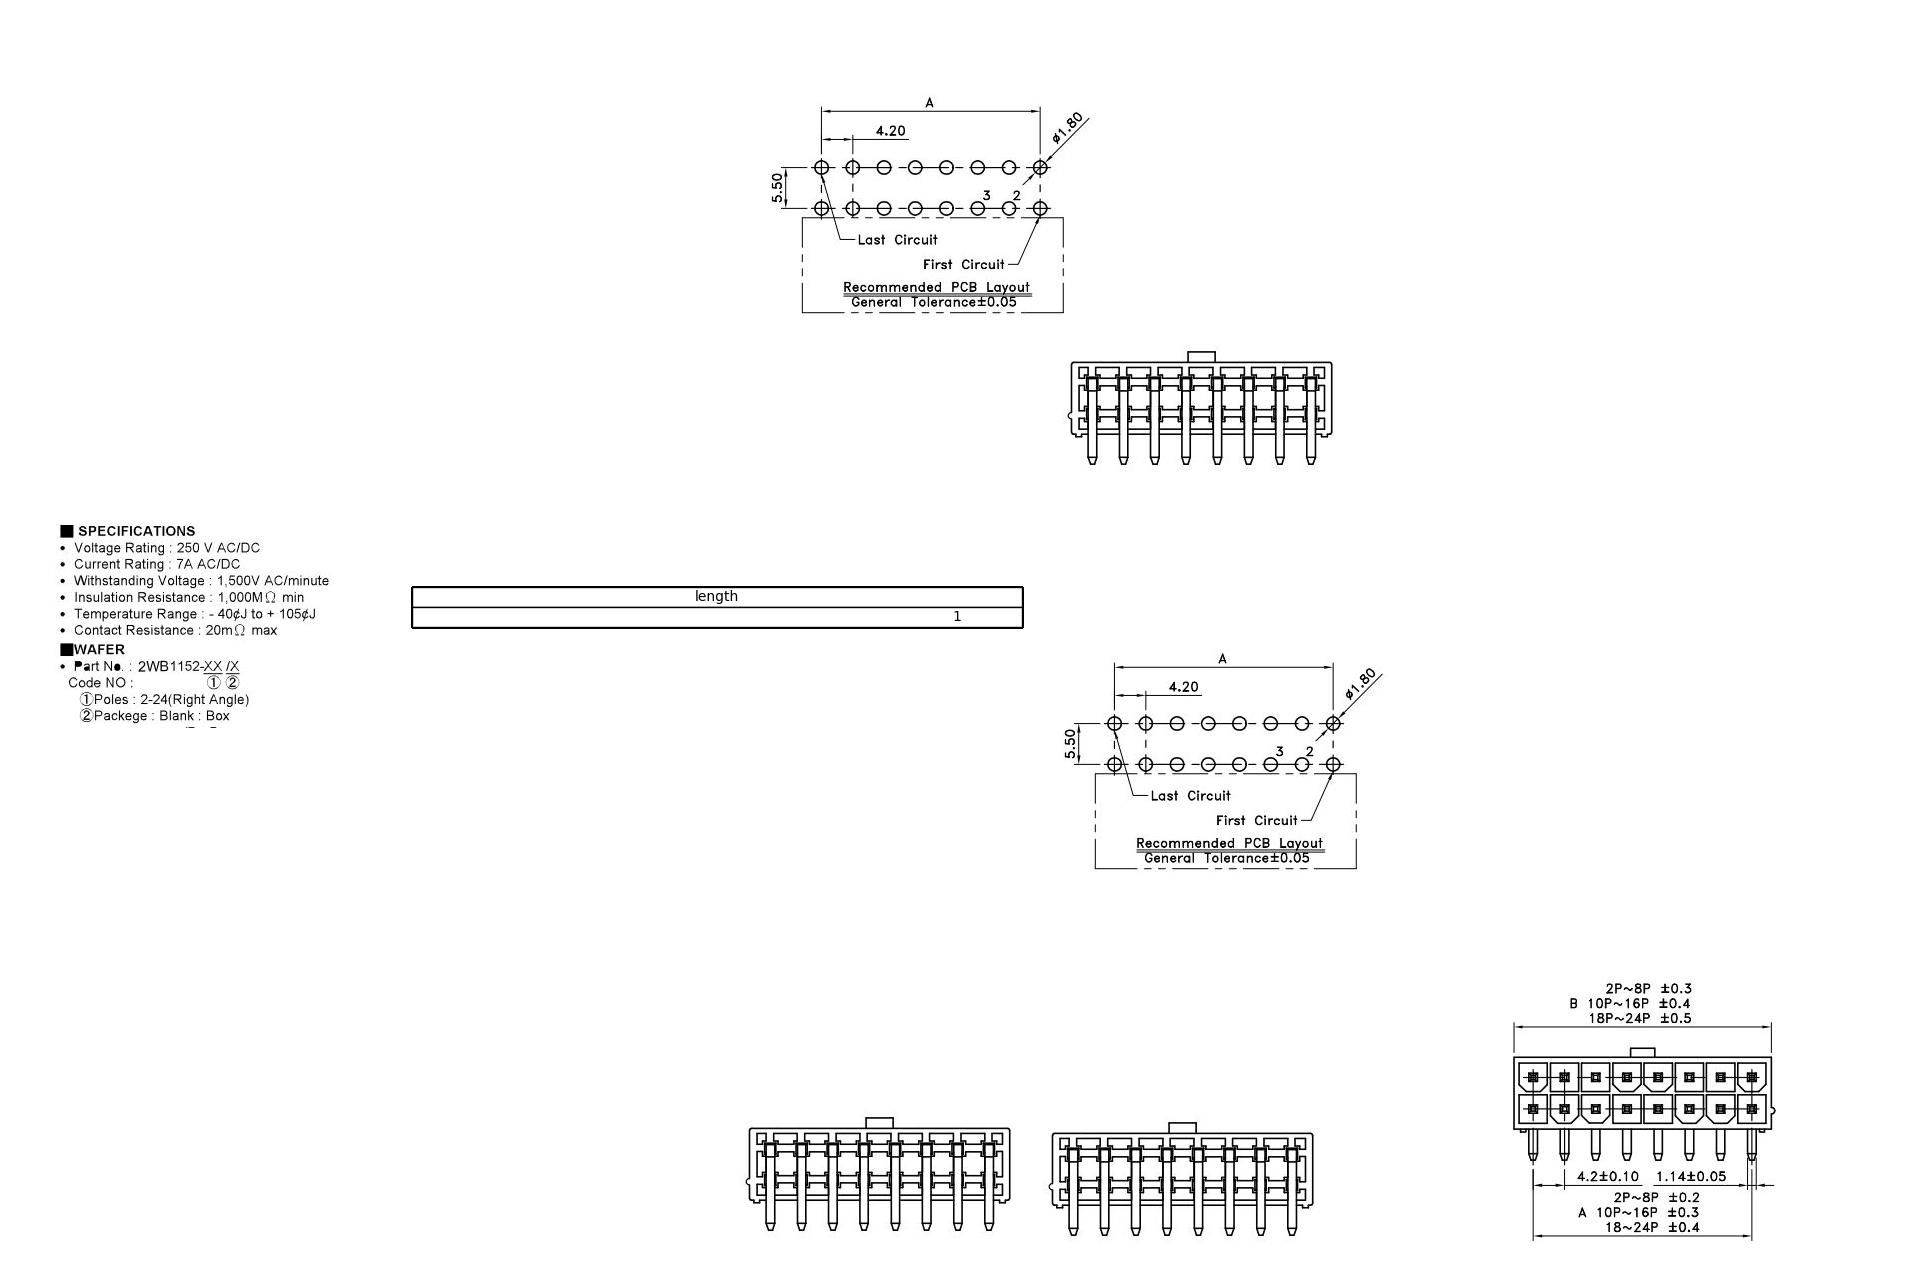 A
4.20
ø1.80
5.50
3 2
Last Circuit
First Circuit
Recommended PCB Layout
General Tolerance±0.05
SPECIFICATIONS
• Voltage Rating : 250 V AC/DC
• Current Rating : 7A AC/DC
• Withstanding Voltage : 1,500V AC/minute
• Insulation Resistance : 1,000MΩ min
• Temperature Range : - 40¢J to + 105¢J
• Contact Resistance : 20mΩ max
WAFER
• Part No. : 2WB1152-XX /X
Code NO : ① ②
①Poles : 2-24(Right Angle)
②Packege : Blank : Box
length
1
A
4.20
ø1.80
5.50
3 2
Last Circuit
First Circuit
Recommended PCB Layout
General Tolerance±0.05
2P~8P ±0.3
B 10P~16P ±0.4
18P~24P ±0.5
4.2±0.10 1.14±0.05
2P~8P ±0.2
A 10P~16P ±0.3
18~24P ±0.4